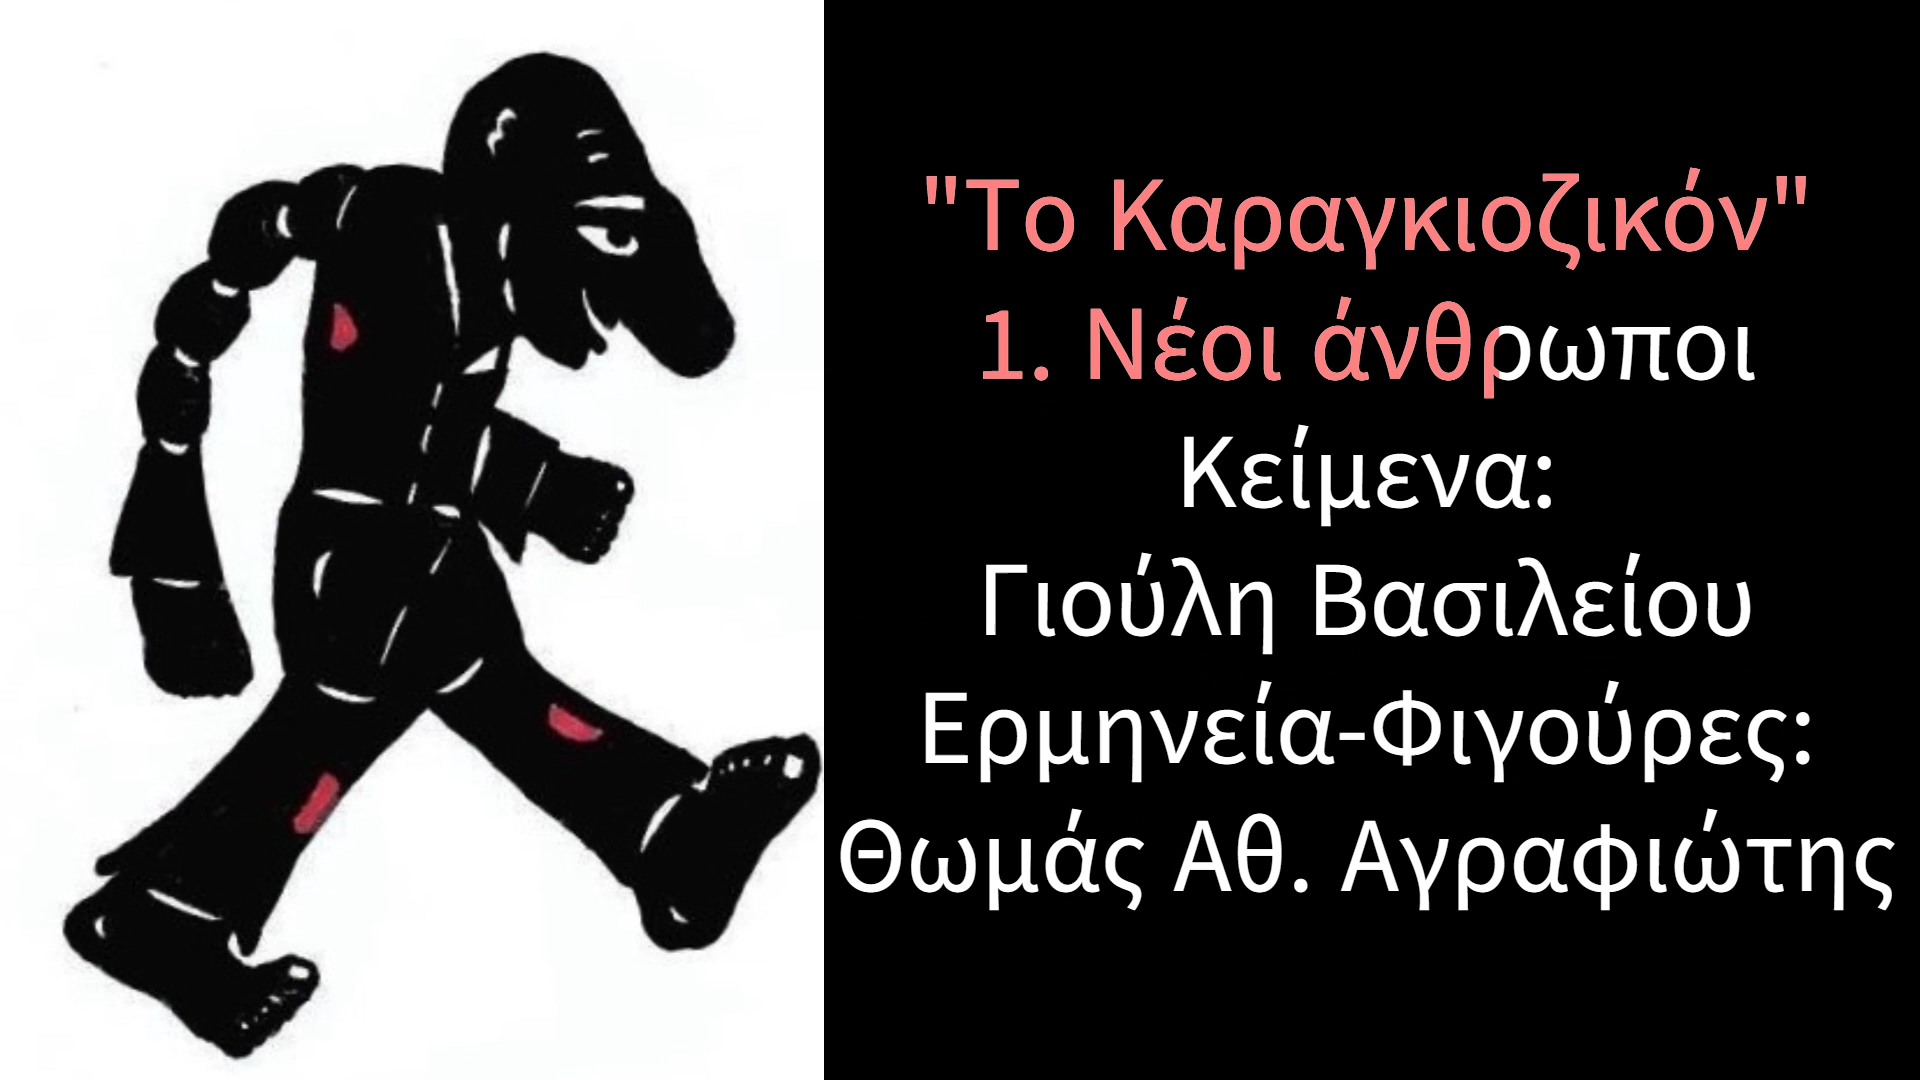 "Το Καραγκιοζικόν"
1. Νέοι άνθρωποι
Κείμενα:
Γιούλη Βασιλείου
Ερμηνεία-Φιγούρες:
Θωμάς Αθ. Αγραφιώτης